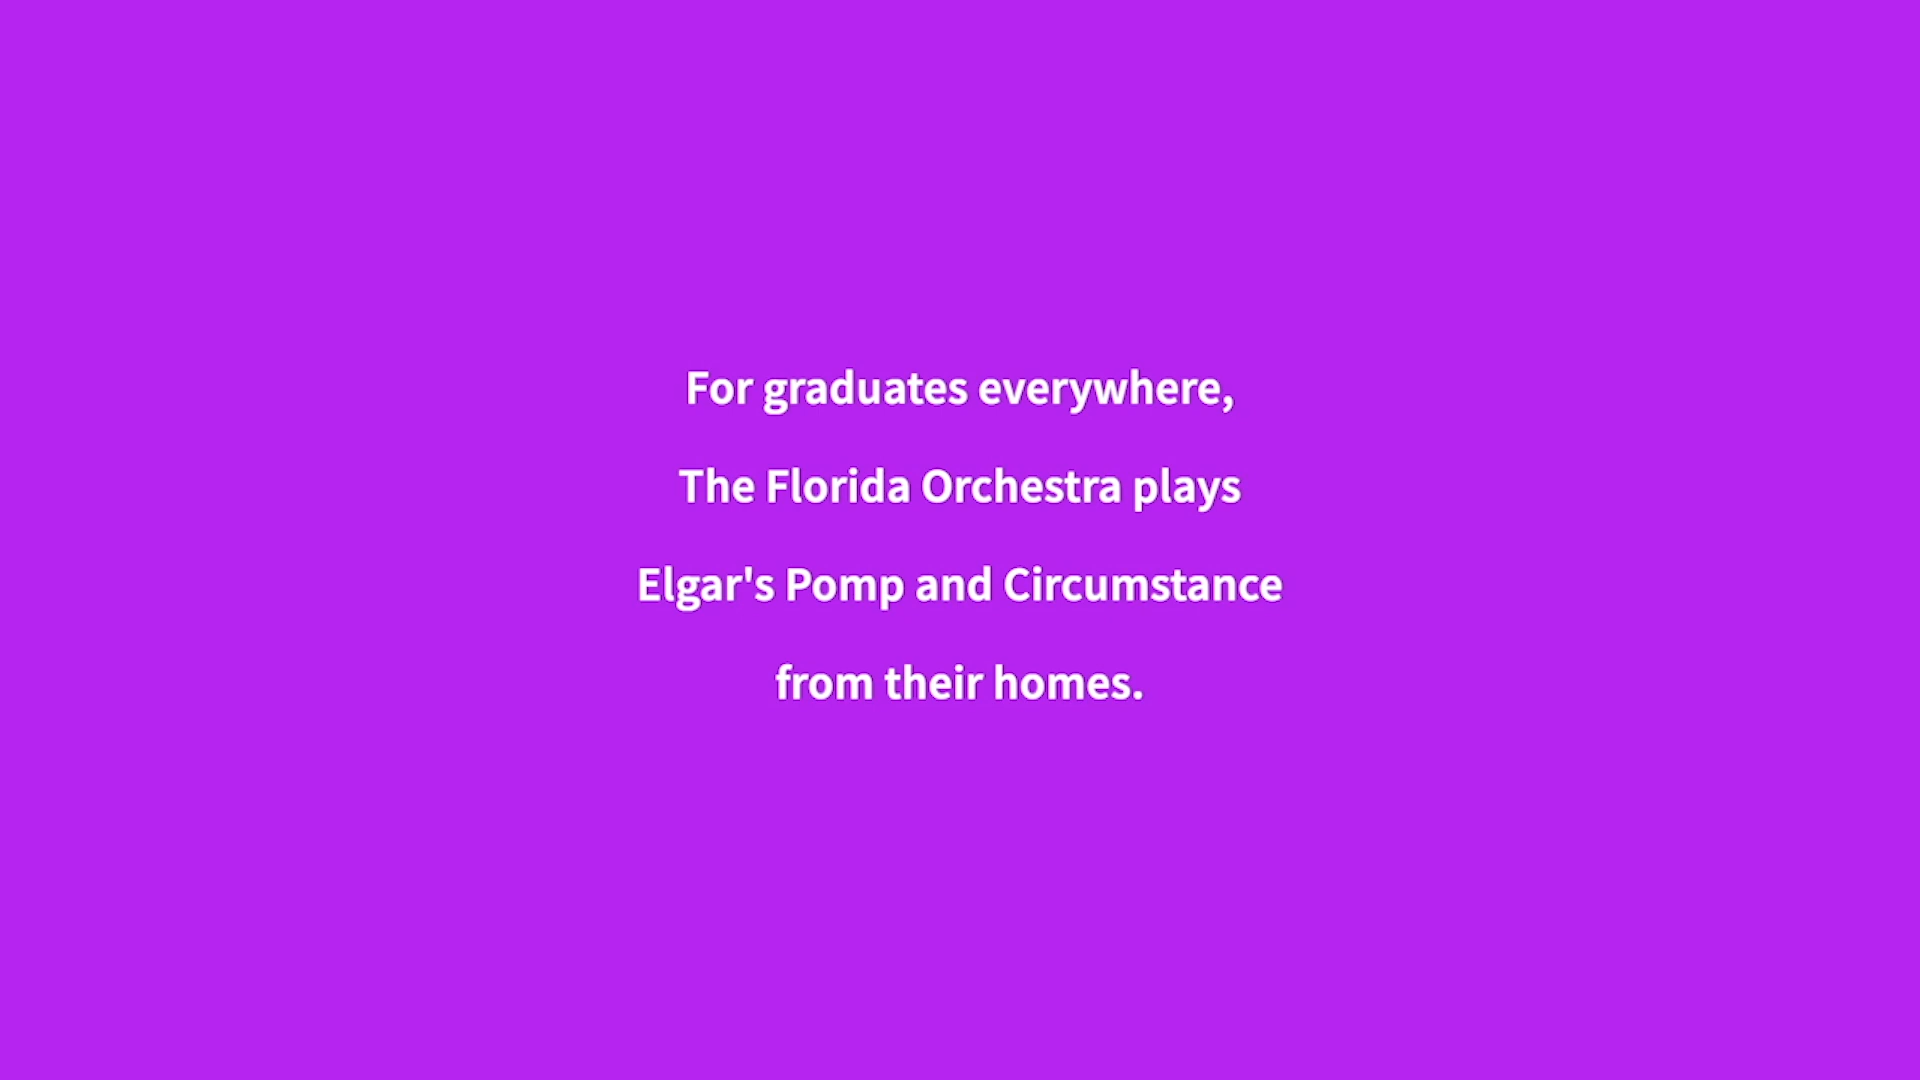 For graduates everywhere,
The Florida Orchestra plays
Elgar's Pomp and Circumstance
from their homes.